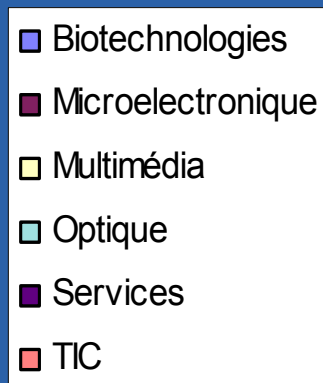 Biotechnologies
Microelectronique
Multimédia
Optique
Services
TIC